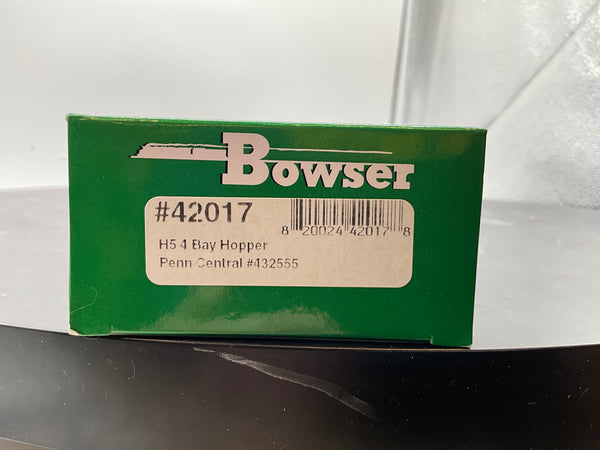 Bowser
#42017
8 20024 42017 8
H5 4 Bay Hopper
Penn Central #432555